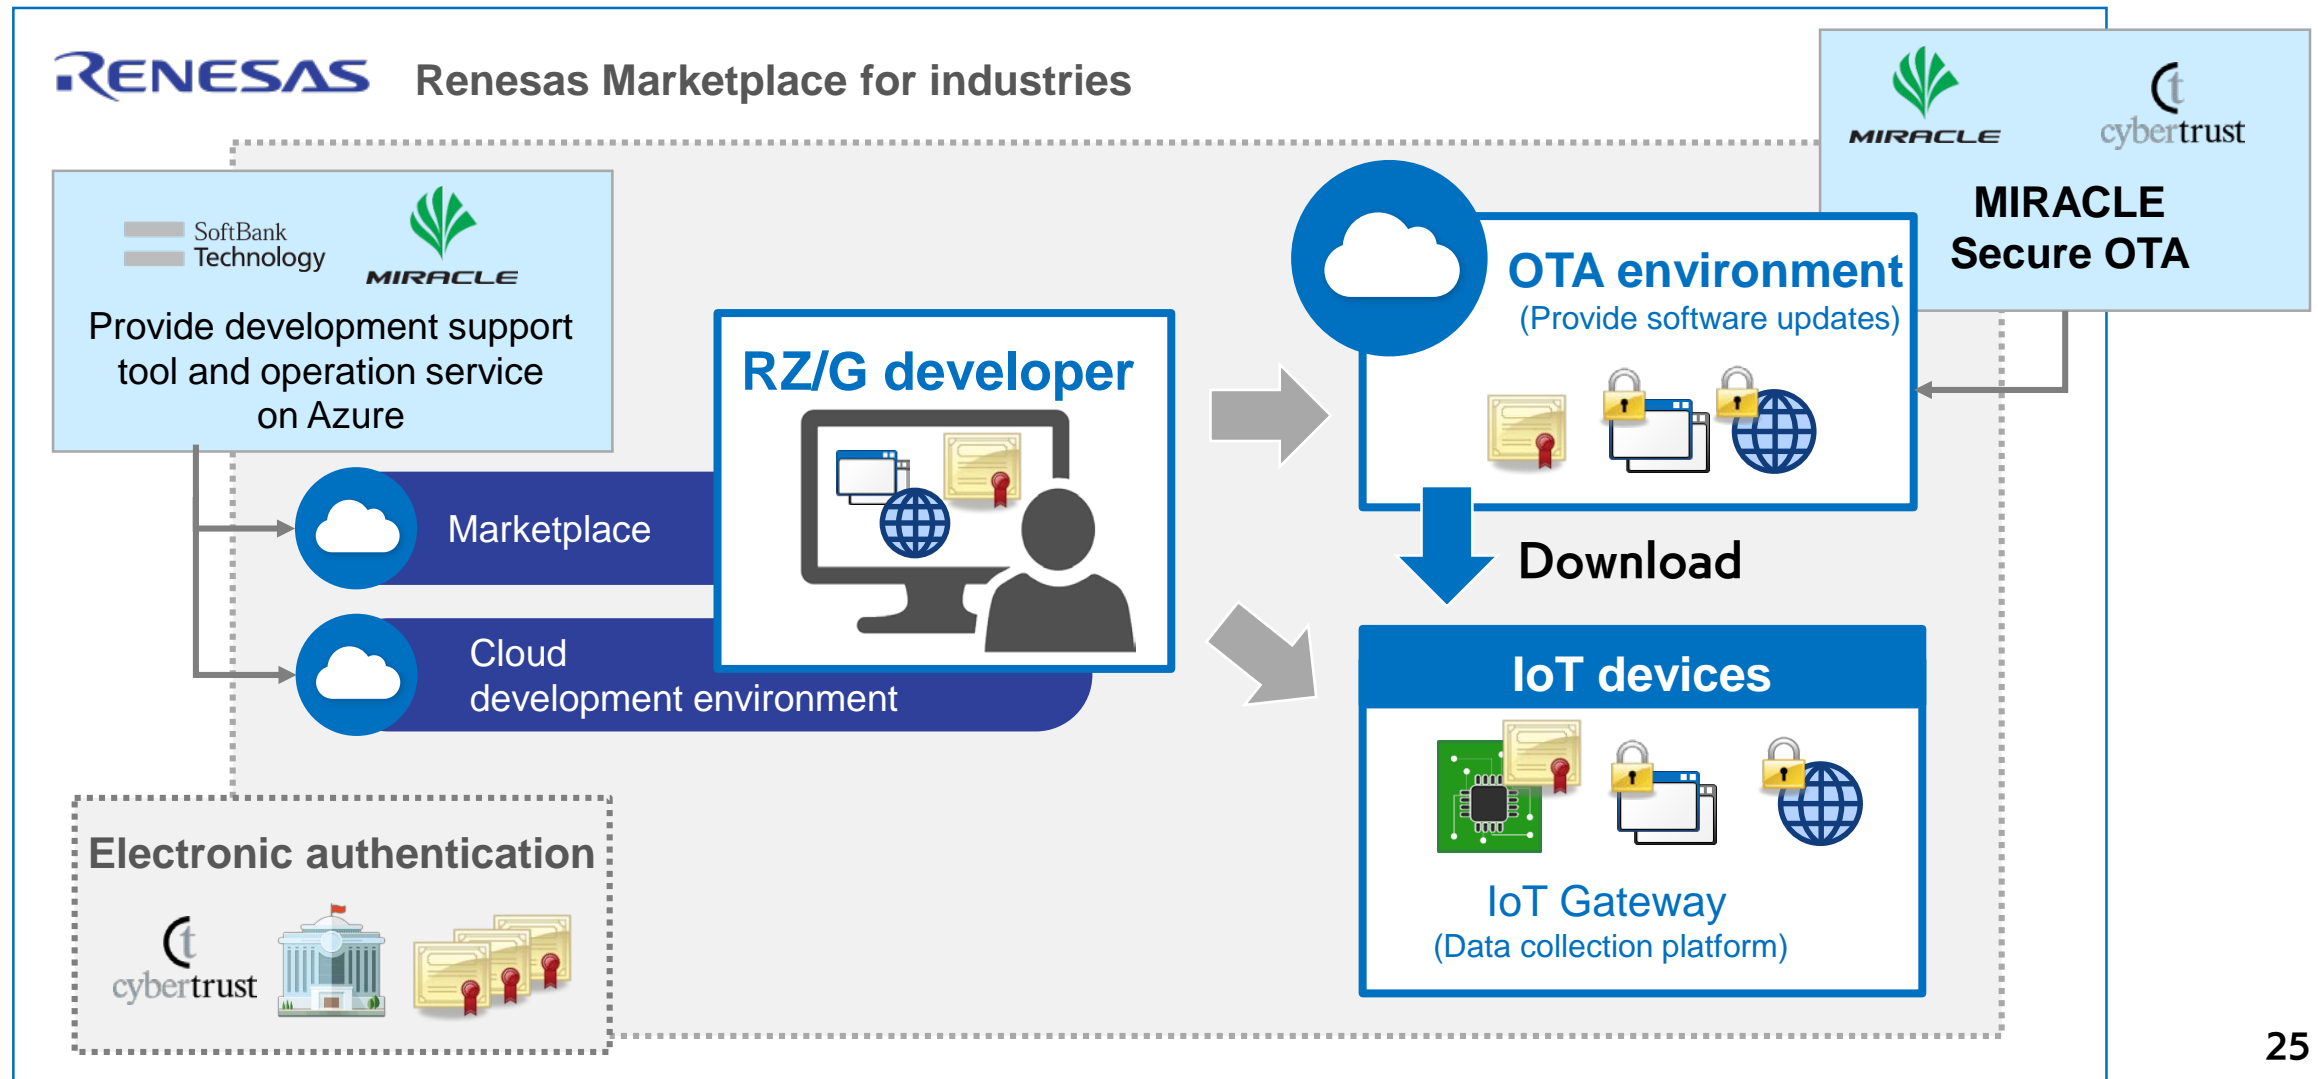 RENESAS
Renesas Marketplace for industries
MIRACLE
cybertrust
MIRACLE
Secure OTA
SoftBank
Technology
MIRACLE
Provide development support
tool and operation service
on Azure
RZ/G developer
OTA environment
(Provide software updates)
Marketplace
Cloud
development environment
Download
IoT devices
IoT Gateway
(Data collection platform)
Electronic authentication
cybertrust
25